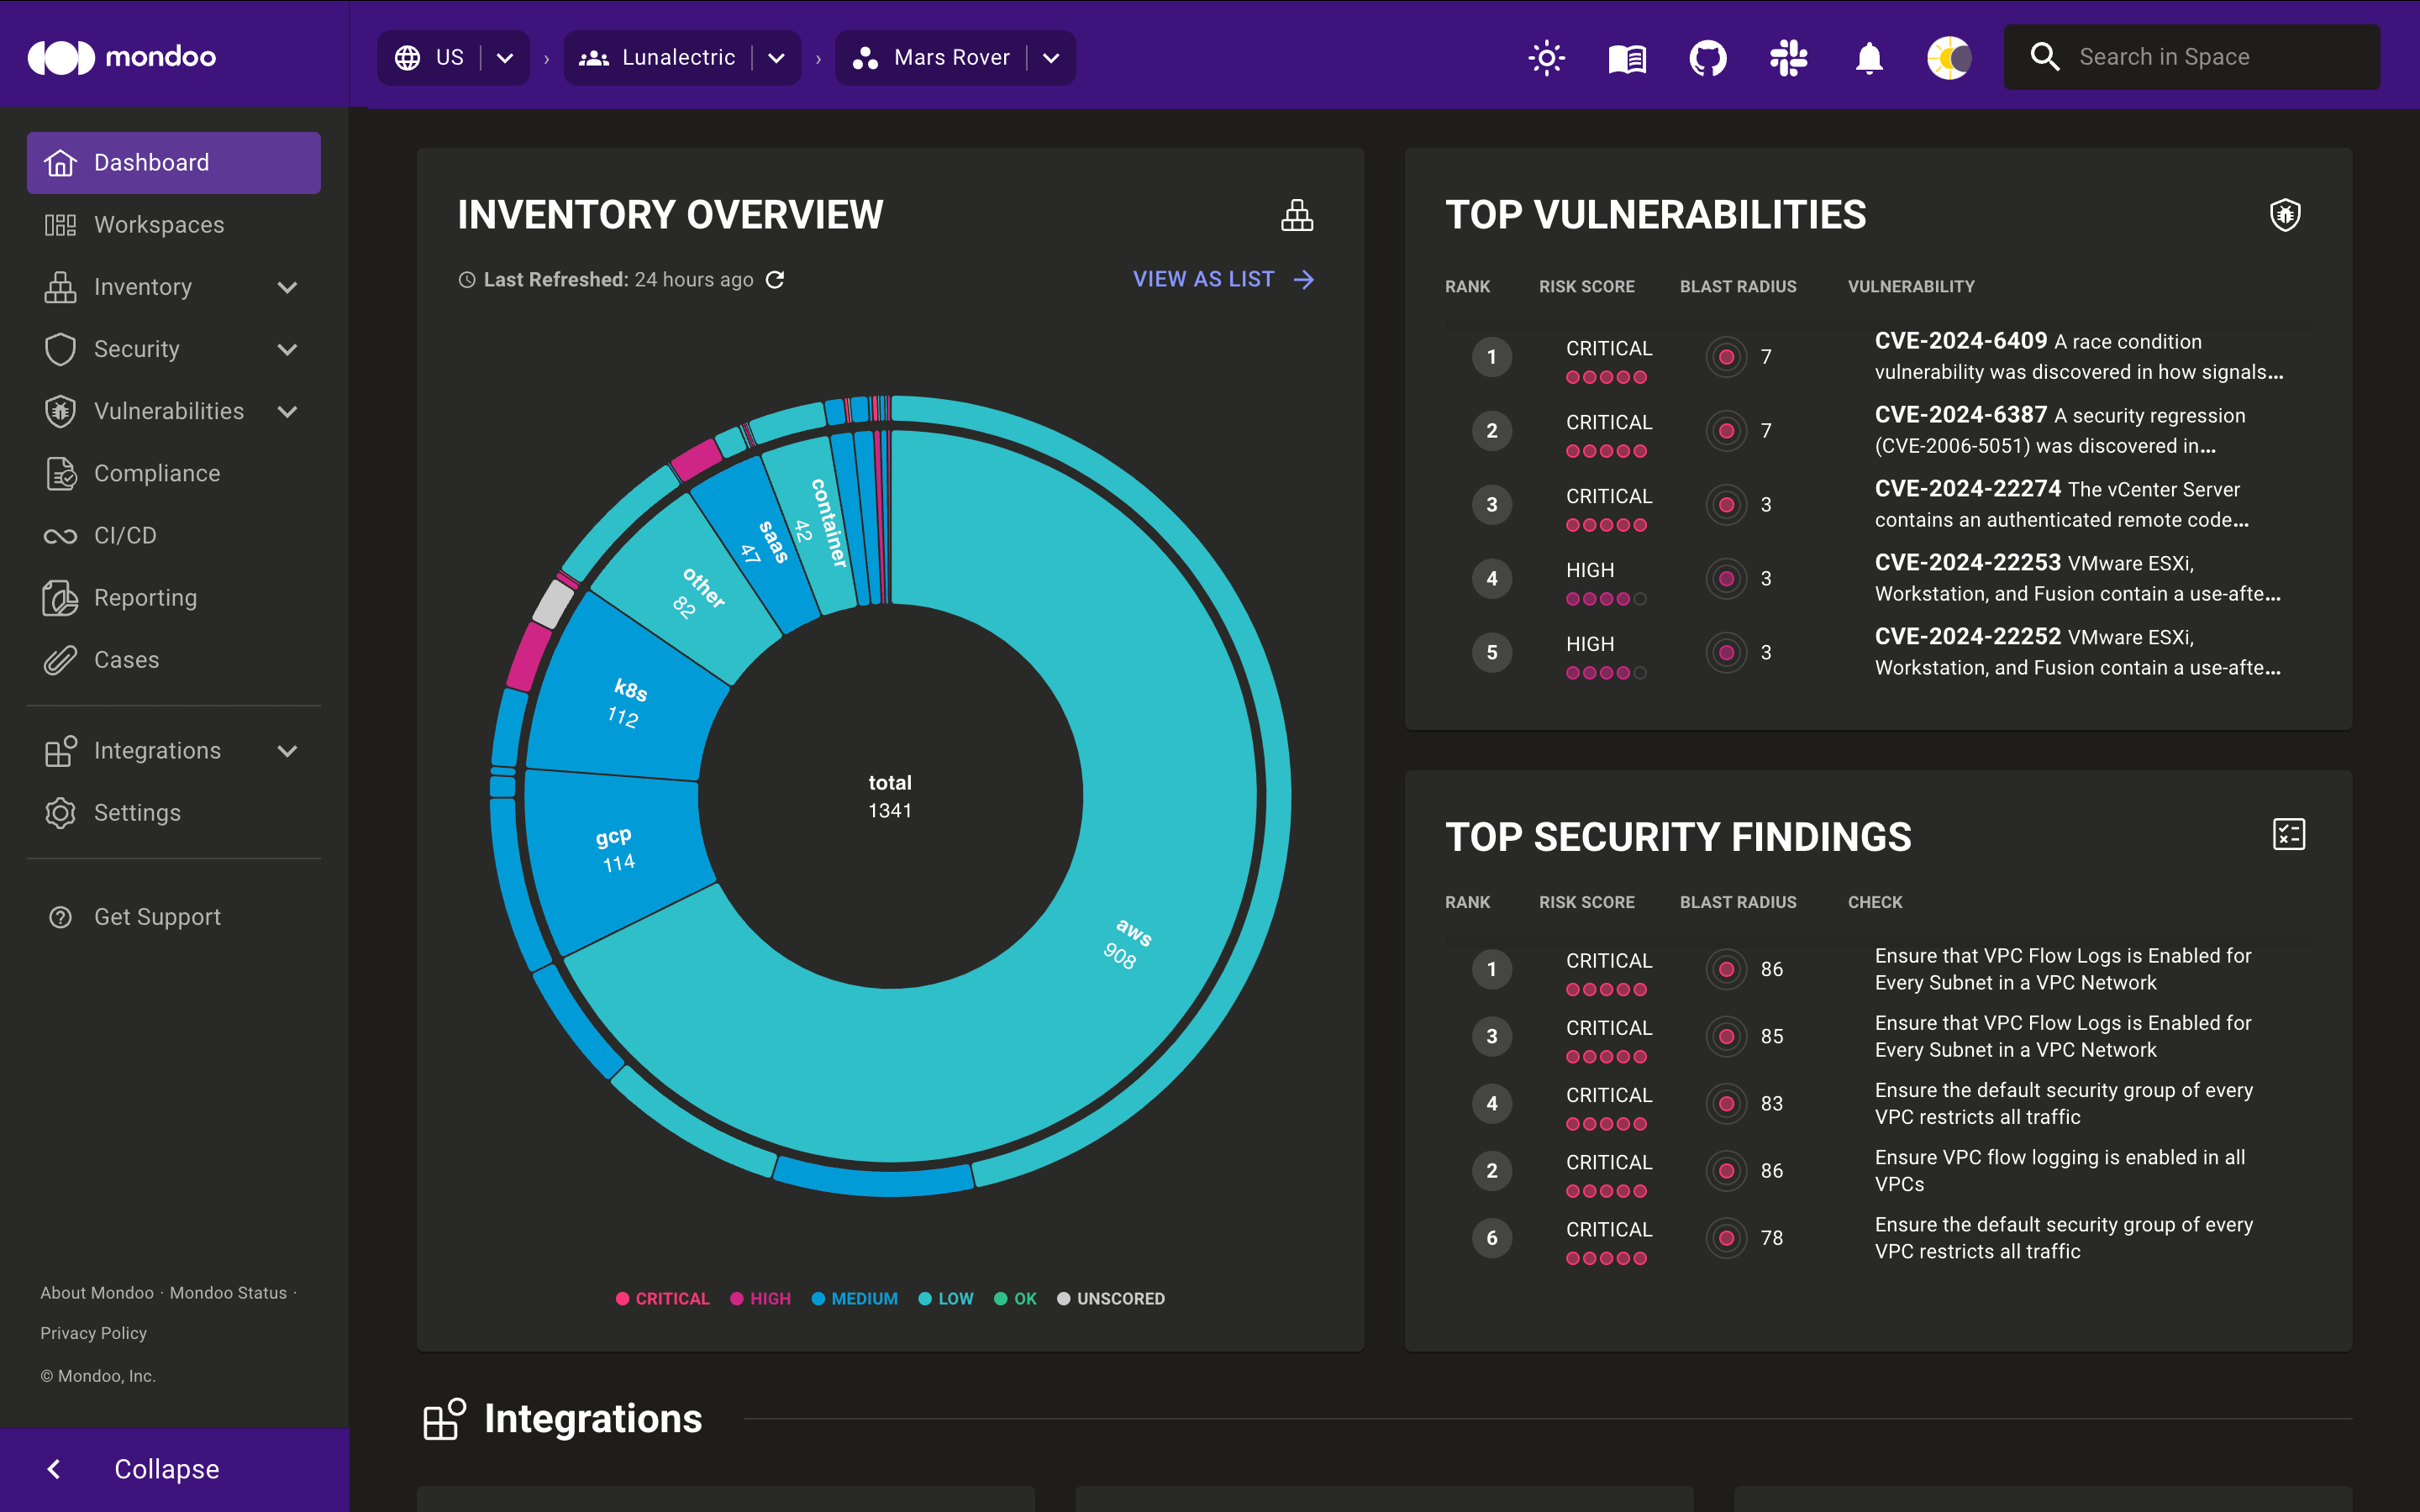 mondoo
US
Lunalectric
Mars Rover
Search in Space
Dashboard
Workspaces
Inventory
Security
Vulnerabilities
Compliance
CI/CD
Reporting
Cases
Integrations
Settings
Get Support
About Mondoo · Mondoo Status ·
Privacy Policy
© Mondoo, Inc.
Collapse
INVENTORY OVERVIEW
Last Refreshed: 24 hours ago
VIEW AS LIST
container
42
saas
47
other
82
k8s
112
gcp
114
total
1341
aws
908
CRITICAL HIGH MEDIUM LOW OK UNSCORED
TOP VULNERABILITIES
RANK RISK SCORE BLAST RADIUS VULNERABILITY
1 CRITICAL 7 CVE-2024-6409 A race condition
vulnerability was discovered in how signals...
2 CRITICAL 7 CVE-2024-6387 A security regression
(CVE-2006-5051) was discovered in...
3 CRITICAL 3 CVE-2024-22274 The vCenter Server
contains an authenticated remote code...
4 HIGH 3 CVE-2024-22253 VMware ESXi,
Workstation, and Fusion contain a use-afte...
5 HIGH 3 CVE-2024-22252 VMware ESXi,
Workstation, and Fusion contain a use-afte...
TOP SECURITY FINDINGS
RANK RISK SCORE BLAST RADIUS CHECK
1 CRITICAL 86 Ensure that VPC Flow Logs is Enabled for
Every Subnet in a VPC Network
3 CRITICAL 85 Ensure that VPC Flow Logs is Enabled for
Every Subnet in a VPC Network
4 CRITICAL 83 Ensure the default security group of every
VPC restricts all traffic
2 CRITICAL 86 Ensure VPC flow logging is enabled in all
VPCs
6 CRITICAL 78 Ensure the default security group of every
VPC restricts all traffic
Integrations